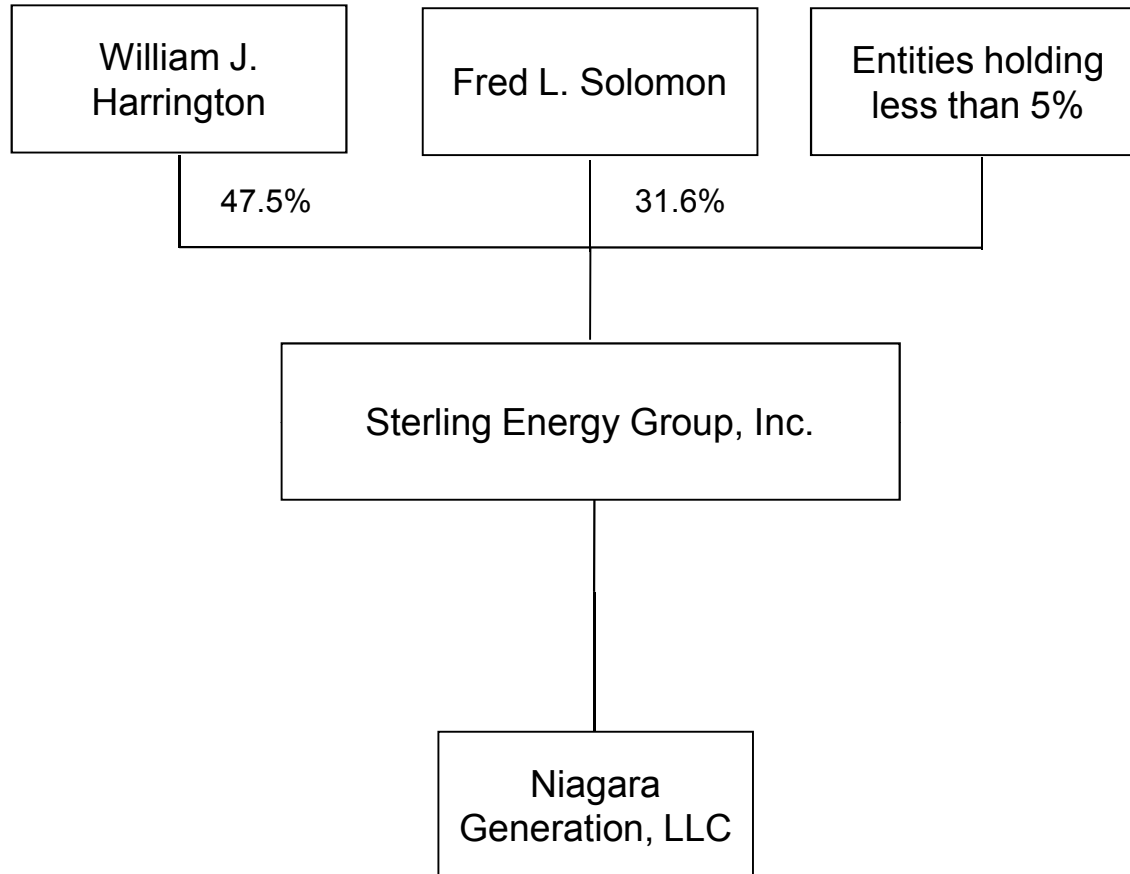 William J.
Harrington
Fred L. Solomon
Entities holding
less than 5%
47.5%
31.6%
Sterling Energy Group, Inc.
Niagara
Generation, LLC